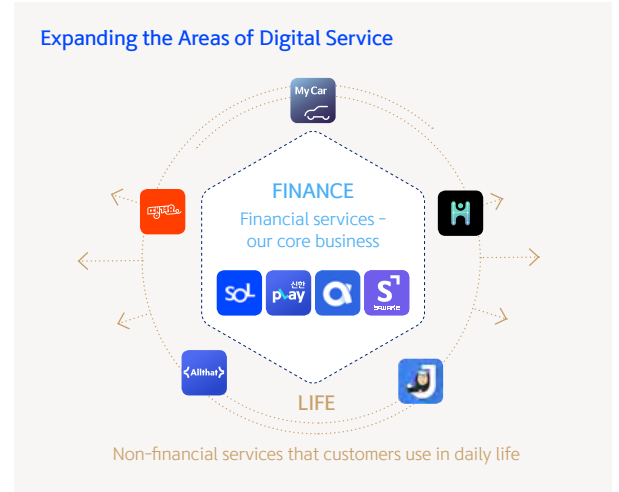 Expanding the Areas of Digital Service
My Car
FINANCE
Financial services -
our core business
SOL
신한
pLay
S
<Allthat>
J
LIFE
Non-financial services that customers use in daily life